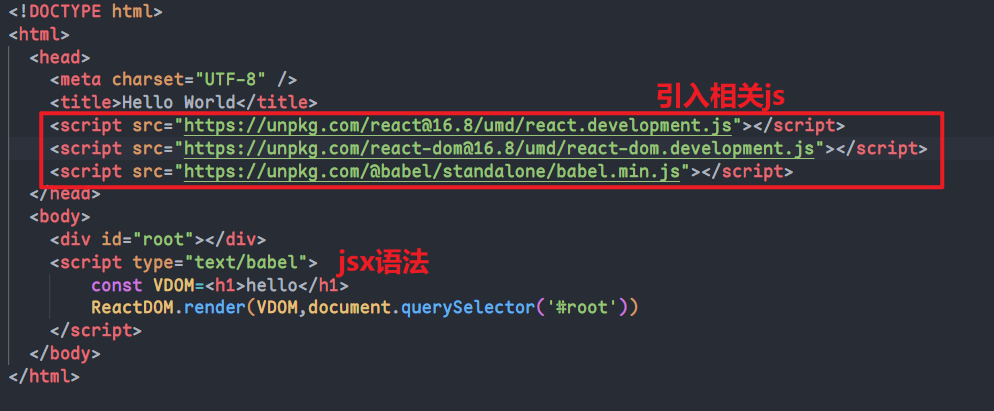 <!DOCTYPE html>
<html>
<head>
<meta charset="UTF-8" />
<title>Hello World</title>
引入相关js
<script src="https://unpkg.com/react@16.8/umd/react.development.js"></script>
<script src="https://unpkg.com/react-dom@16.8/umd/react-dom.development.js"></script>
<script src="https://unpkg.com/@babel/standalone/babel.min.js"></script>
</head>
<body>
<div id="root"></div>
<script type="text/babel"> jsx语法
const VDOM=<h1>hello</h1>
ReactDOM.render(VDOM,document.querySelector('#root'))
</script>
</body>
</html>